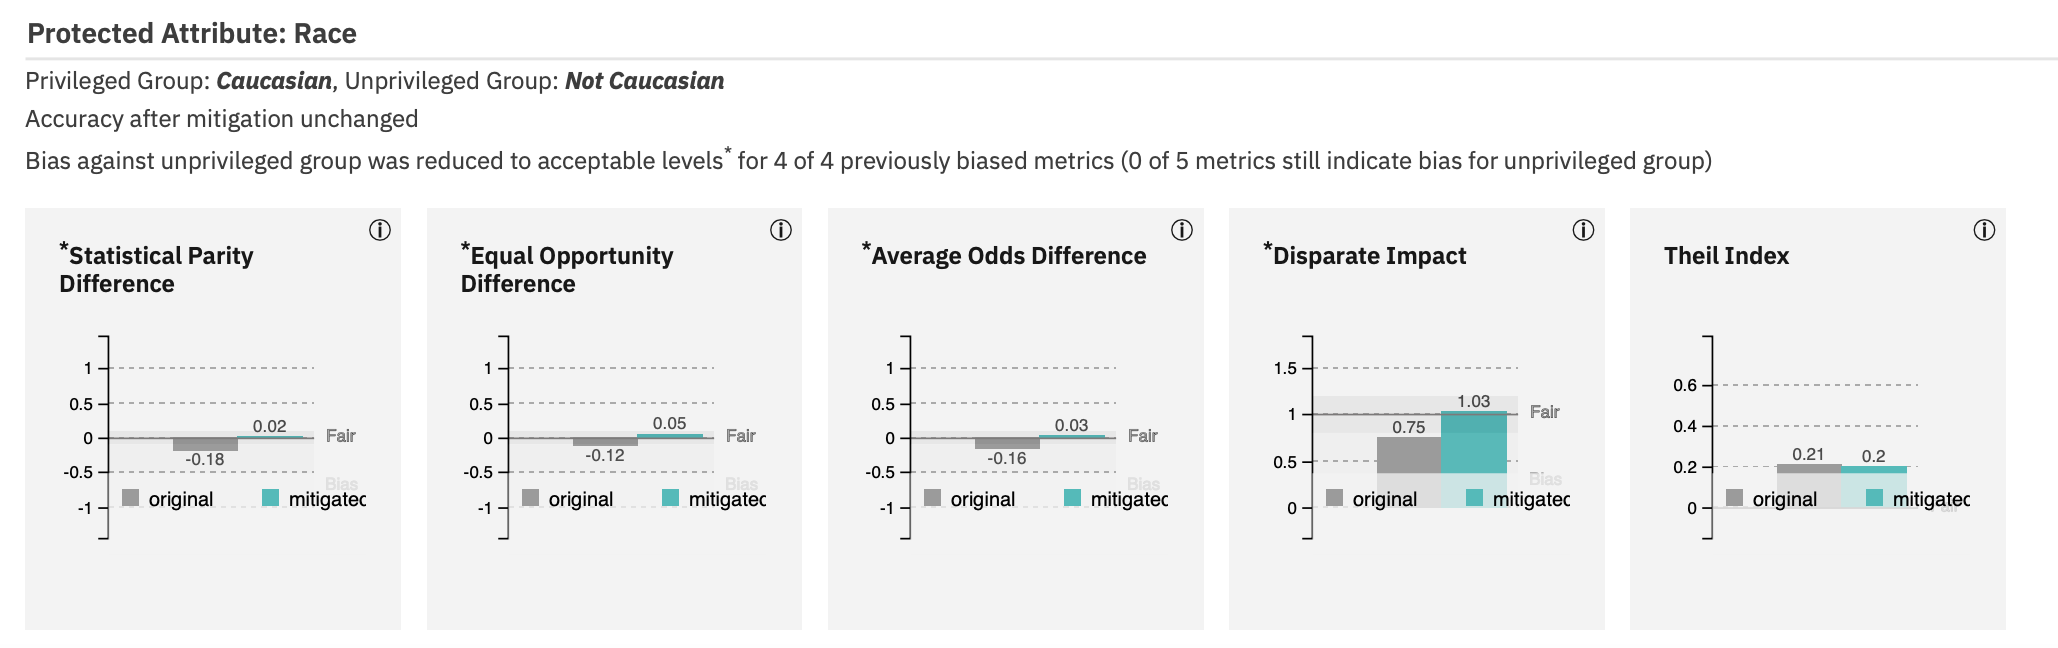 Protected Attribute: Race
Privileged Group: Caucasian, Unprivileged Group: Not Caucasian
Accuracy after mitigation unchanged
Bias against unprivileged group was reduced to acceptable levels* for 4 of 4 previously biased metrics (0 of 5 metrics still indicate bias for unprivileged group)
*Statistical Parity
Difference
1
0.5
0
-0.5
-1
0.02
-0.18
Fair
Bias
original
mitigated
*Equal Opportunity
Difference
1
0.5
0
-0.5
-1
0.05
-0.12
Fair
Bias
original
mitigated
*Average Odds Difference
1
0.5
0
-0.5
-1
0.03
-0.16
Fair
Bias
original
mitigated
*Disparate Impact
1.5
1
0.5
0
1.03
0.75
Fair
Bias
original
mitigated
Theil Index
0.6
0.4
0.2
0
0.21
0.2
original
mitigated